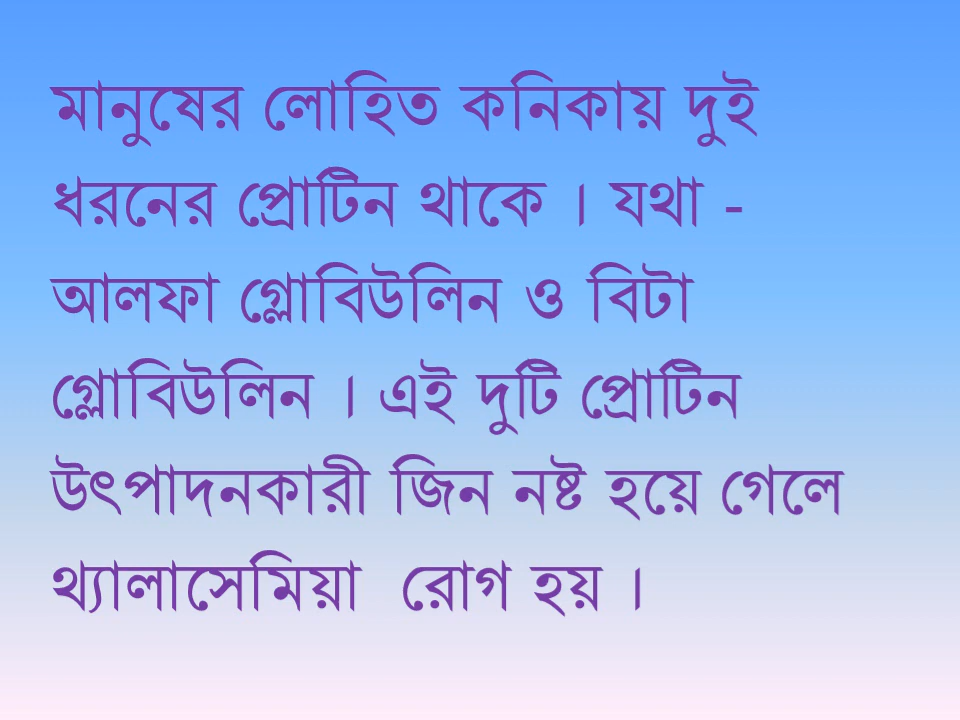 মানুষের লোহিত কনিকায় দুই
ধরনের প্রোটিন থাকে । যথা -
আলফা গ্লোবিউলিন ও বিটা
গ্লোবিউলিন । এই দুটি প্রোটিন
উৎপাদনকারী জিন নষ্ট হয়ে গেলে
থ্যালাসেমিয়া রোগ হয় ।